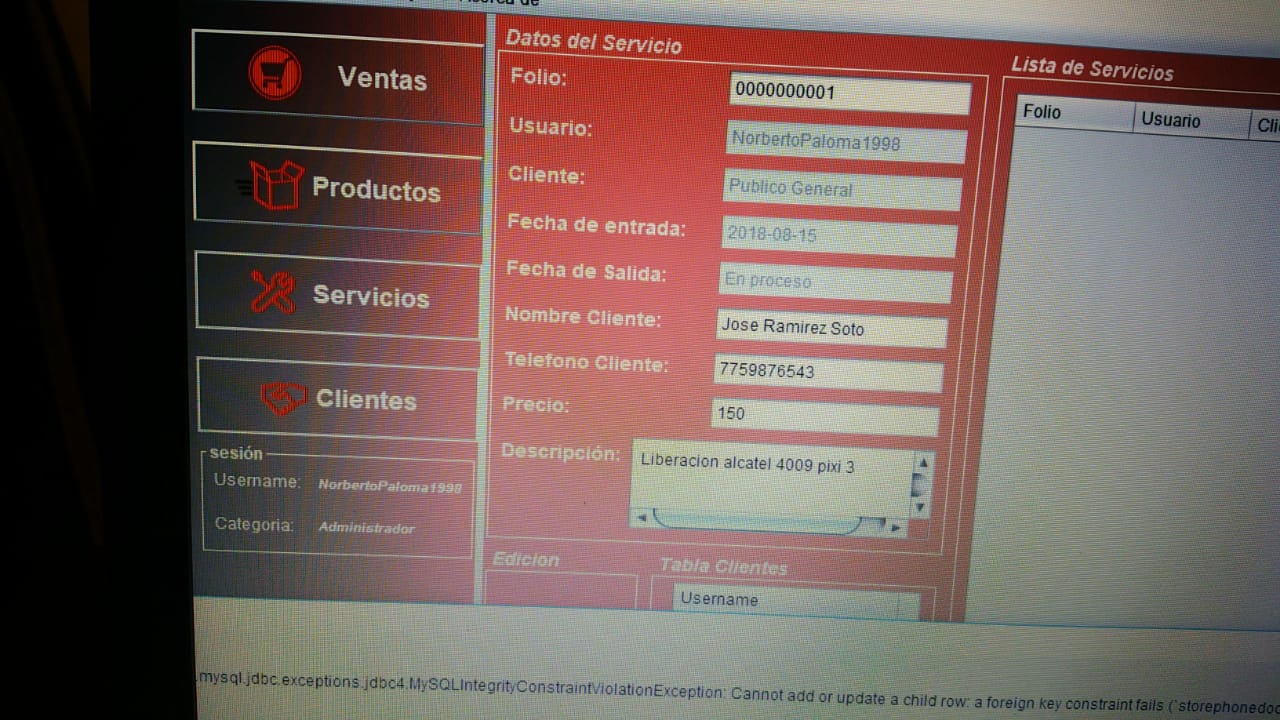 Ventas
Productos
Servicios
Clientes
sesión
Username: NorbertoPaloma1998
Categoria: Administrador
Datos del Servicio
Folio: 0000000001
Usuario: NorbertoPaloma1998
Cliente: Publico General
Fecha de entrada: 2018-08-15
Fecha de Salida: En proceso
Nombre Cliente: Jose Ramirez Soto
Telefono Cliente: 7759876543
Precio: 150
Descripción: Liberacion alcatel 4009 pixi 3
Edicion
Tabla Clientes
Username
Lista de Servicios
Folio Usuario Cli
.mysql.jdbc.exceptions.jdbc4.MySQLIntegrityConstraintViolationException: Cannot add or update a child row: a foreign key constraint fails (`storephonedoc